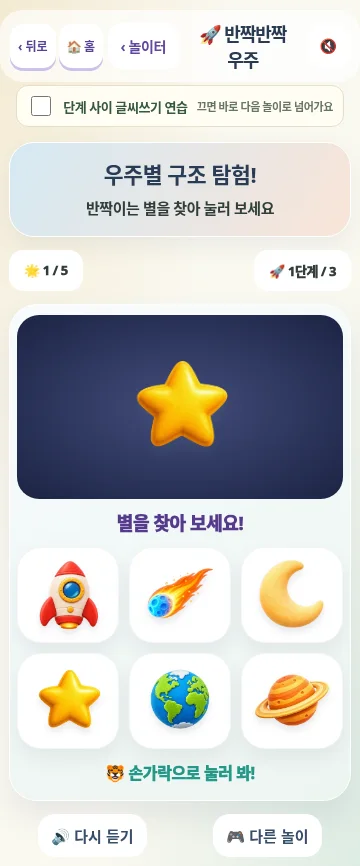 ‹ 뒤로
🏠 홈
‹ 놀이터
🚀 반짝반짝
우주
🔇
단계 사이 글씨쓰기 연습 끄면 바로 다음 놀이로 넘어가요
우주별 구조 탐험!
반짝이는 별을 찾아 눌러 보세요
🌟 1 / 5
🚀 1단계 / 3
별을 찾아 보세요!
🐯 손가락으로 눌러 봐!
🔊 다시 듣기
🎮 다른 놀이